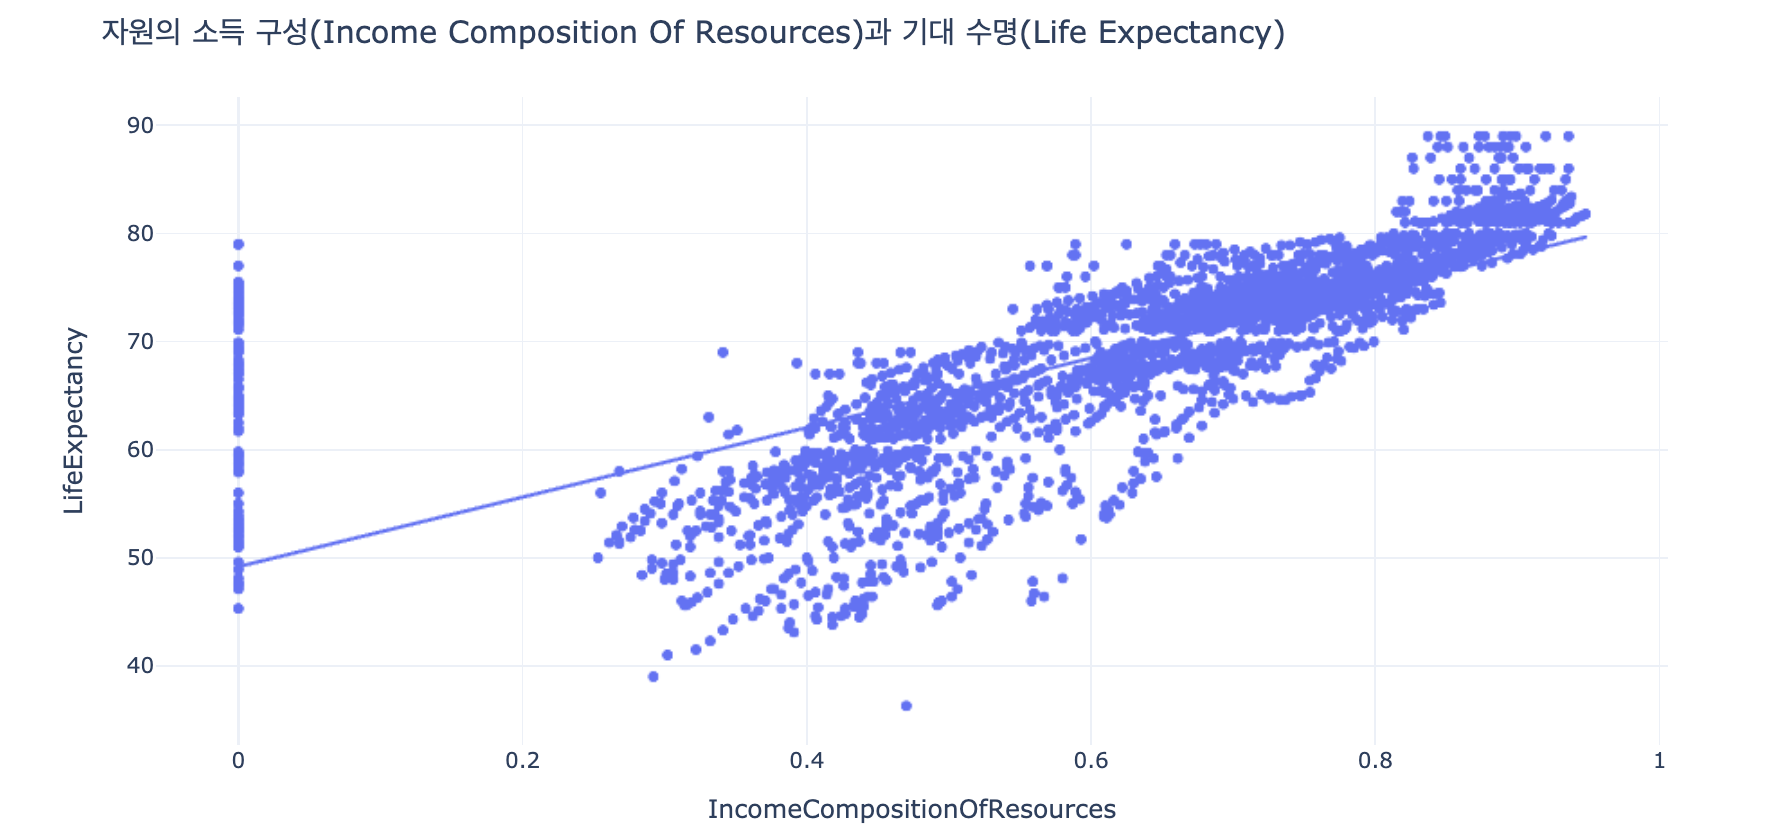 자원의 소득 구성(Income Composition Of Resources)과 기대 수명(Life Expectancy)
90
80
70
60
50
40
LifeExpectancy
0 0.2 0.4 0.6 0.8 1
IncomeCompositionOfResources